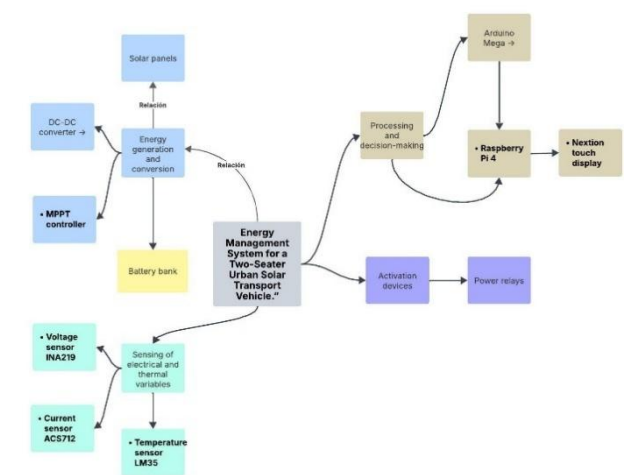 Solar panels
Relación
DC-DC
converter →
Energy
generation
and
conversion
• MPPT
controller
Battery bank
Relación
Energy
Management
System for a
Two-Seater
Urban Solar
Transport
Vehicle.”
Arduino
Mega →
Processing
and
decision-making
• Raspberry
Pi 4
• Nextion
touch
display
Activation
devices
Power relays
• Voltage
sensor
INA219
Sensing of
electrical and
thermal
variables
• Current
sensor
ACS712
• Temperature
sensor
LM35